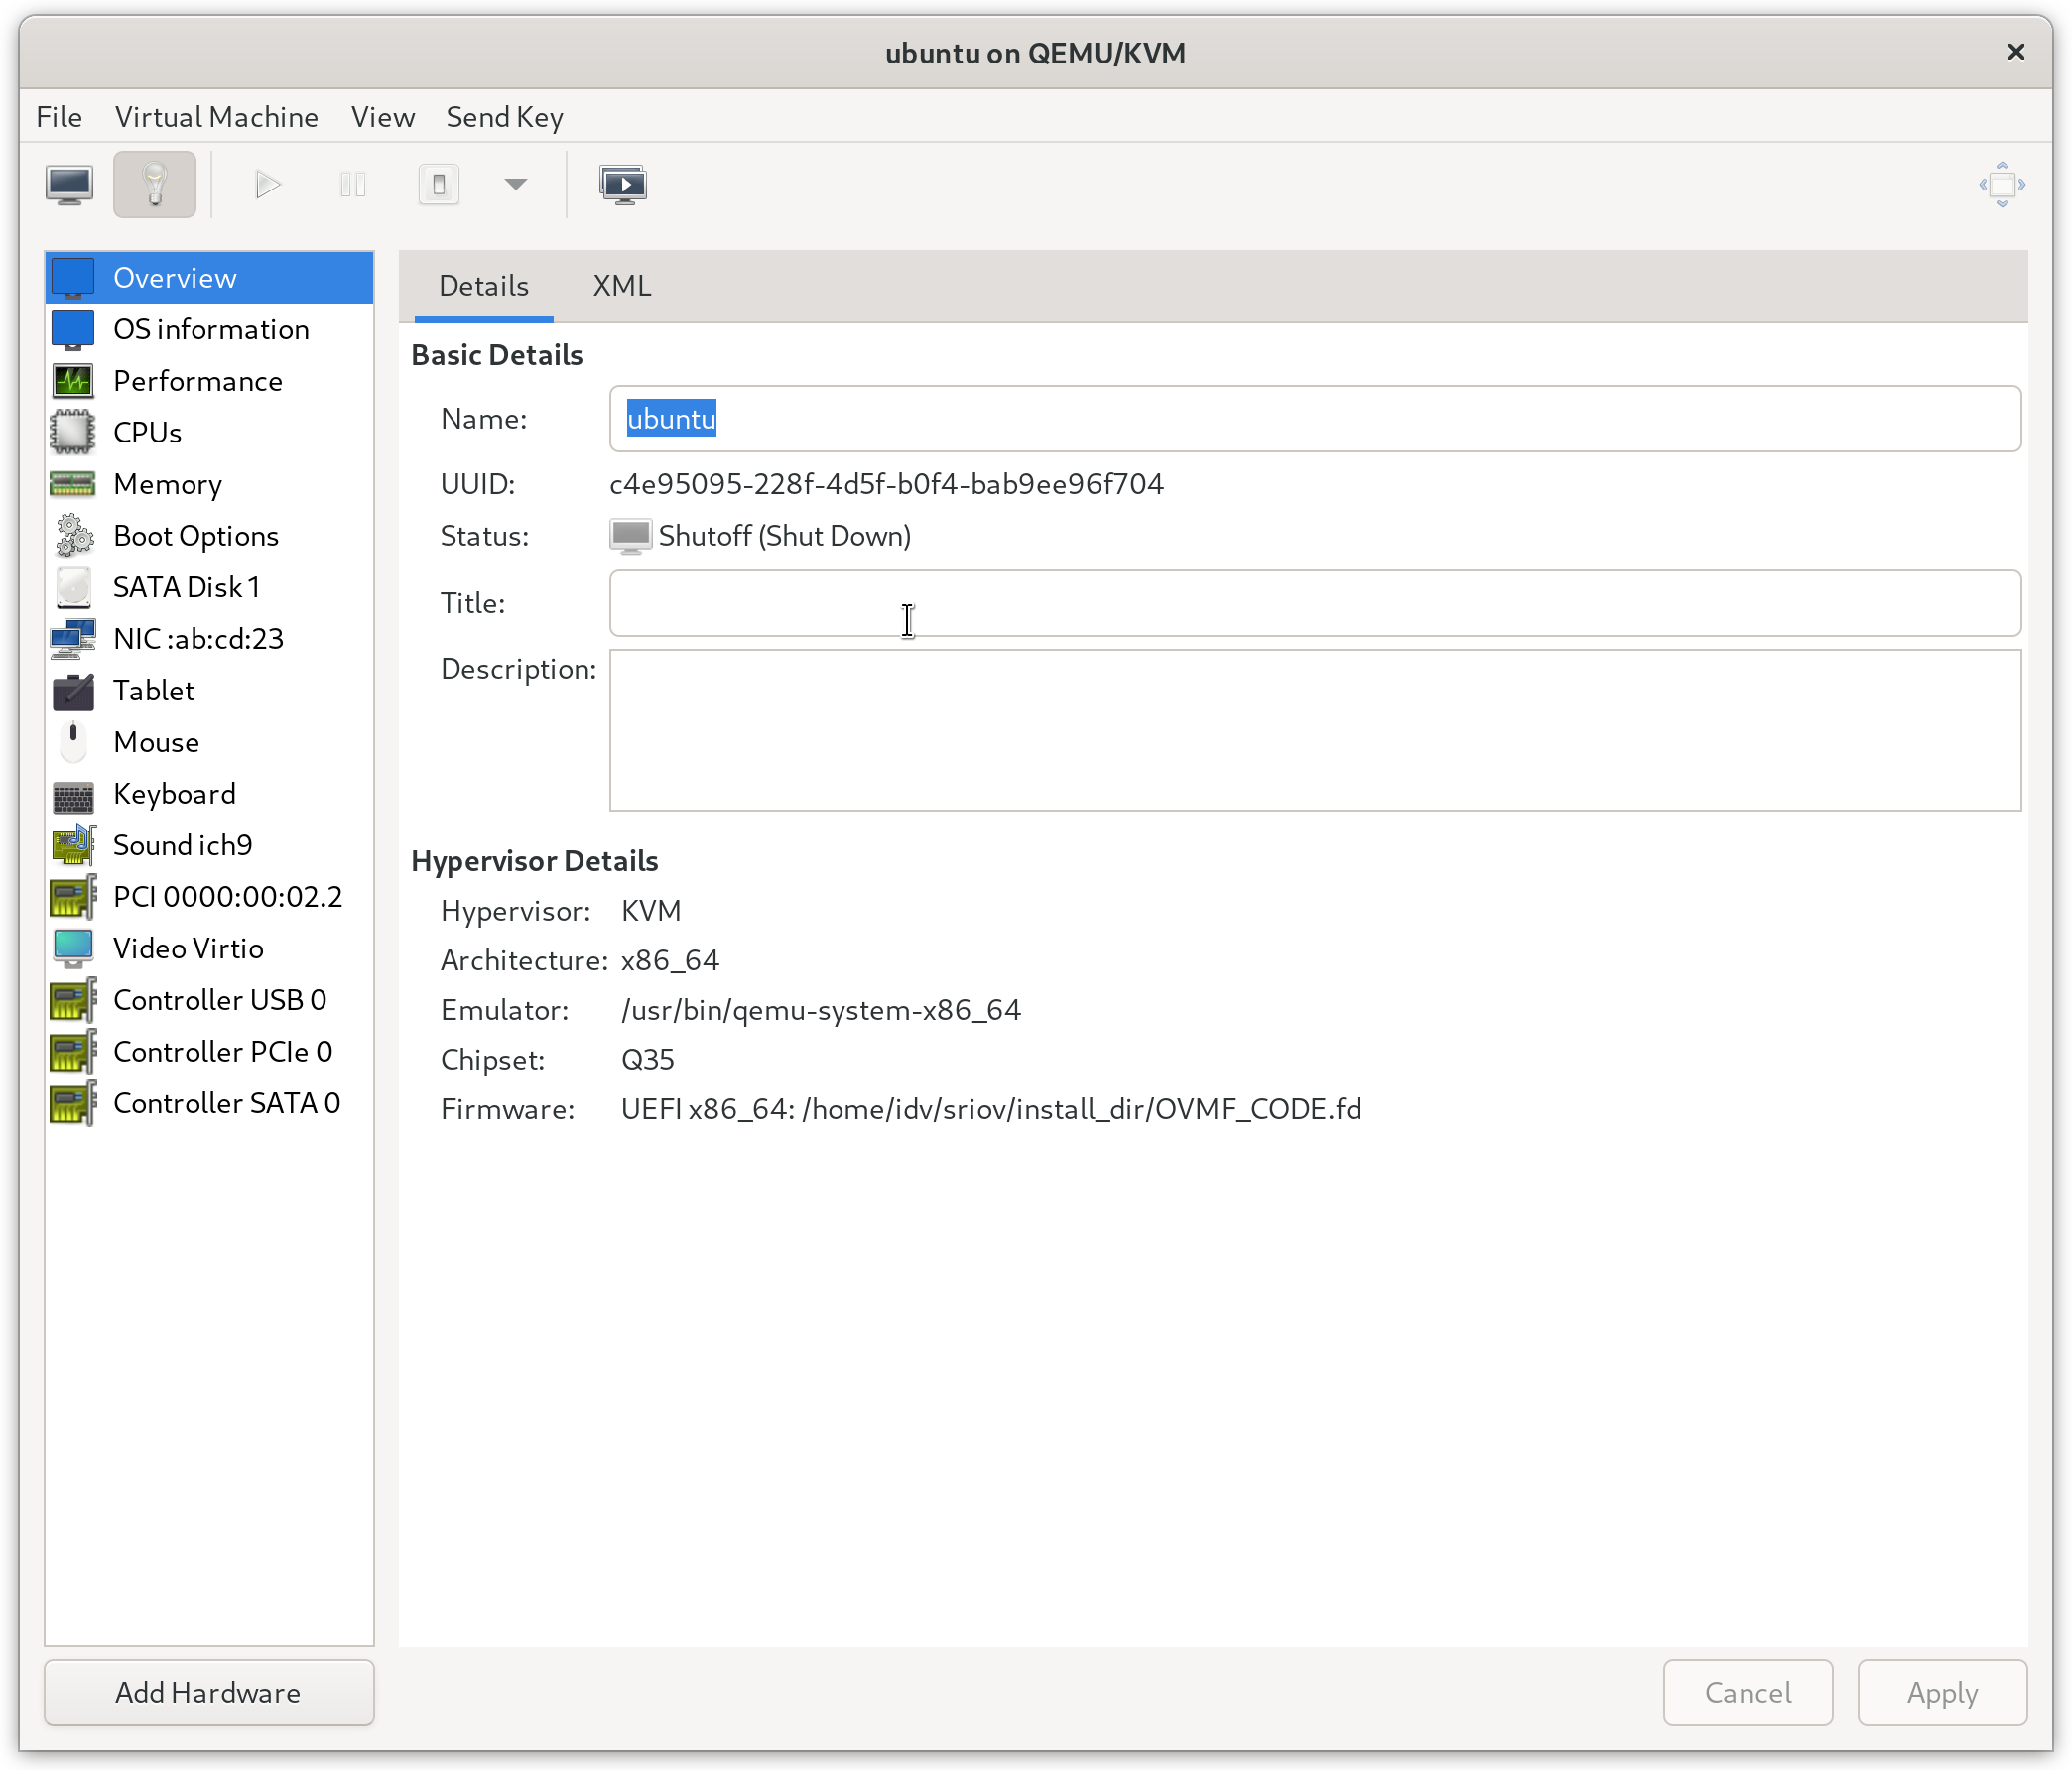 ubuntu on QEMU/KVM
File Virtual Machine View Send Key
Overview
OS information
Performance
CPUs
Memory
Boot Options
SATA Disk 1
NIC :ab:cd:23
Tablet
Mouse
Keyboard
Sound ich9
PCI 0000:00:02.2
Video Virtio
Controller USB 0
Controller PCIe 0
Controller SATA 0
Add Hardware
Details XML
Basic Details
Name: ubuntu
UUID: c4e95095-228f-4d5f-b0f4-bab9ee96f704
Status: Shutoff (Shut Down)
Title:
Description:
Hypervisor Details
Hypervisor: KVM
Architecture: x86_64
Emulator: /usr/bin/qemu-system-x86_64
Chipset: Q35
Firmware: UEFI x86_64: /home/idv/sriov/install_dir/OVMF_CODE.fd
Cancel Apply